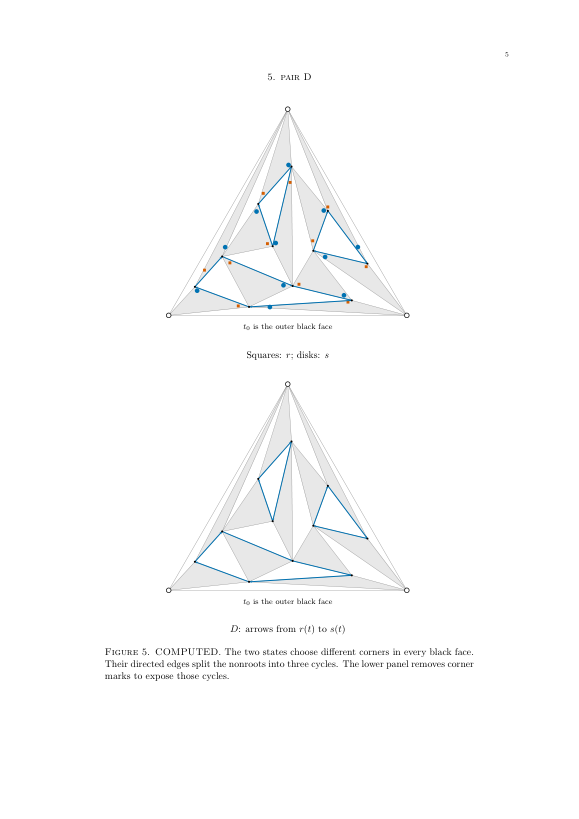 5
5. PAIR D
t₀ is the outer black face
Squares: r; disks: s
t₀ is the outer black face
D: arrows from r(t) to s(t)
FIGURE 5. COMPUTED. The two states choose different corners in every black face.
Their directed edges split the nonroots into three cycles. The lower panel removes corner
marks to expose those cycles.